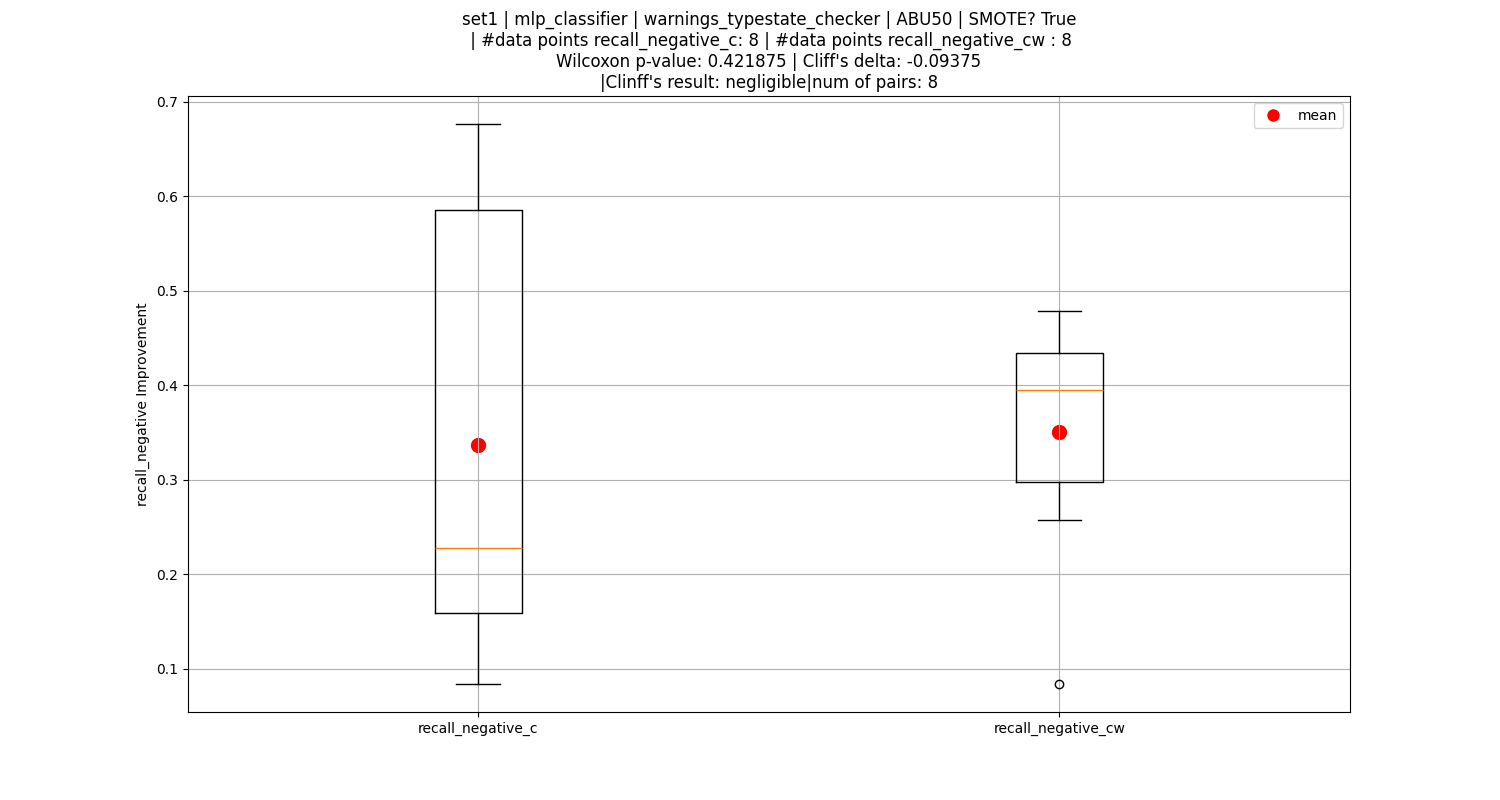 set1 | mlp_classifier | warnings_typestate_checker | ABU50 | SMOTE? True
| #data points recall_negative_c: 8 | #data points recall_negative_cw : 8
Wilcoxon p-value: 0.421875 | Cliff's delta: -0.09375
|Clinff's result: negligible|num of pairs: 8
mean
0.7
0.6
0.5
0.4
0.3
0.2
0.1
recall_negative Improvement
recall_negative_c
recall_negative_cw